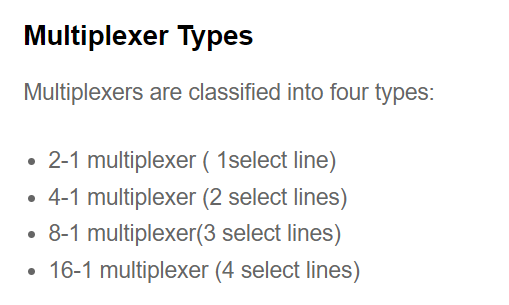 Multiplexer Types
Multiplexers are classified into four types:
• 2-1 multiplexer ( 1select line)
• 4-1 multiplexer (2 select lines)
• 8-1 multiplexer(3 select lines)
• 16-1 multiplexer (4 select lines)